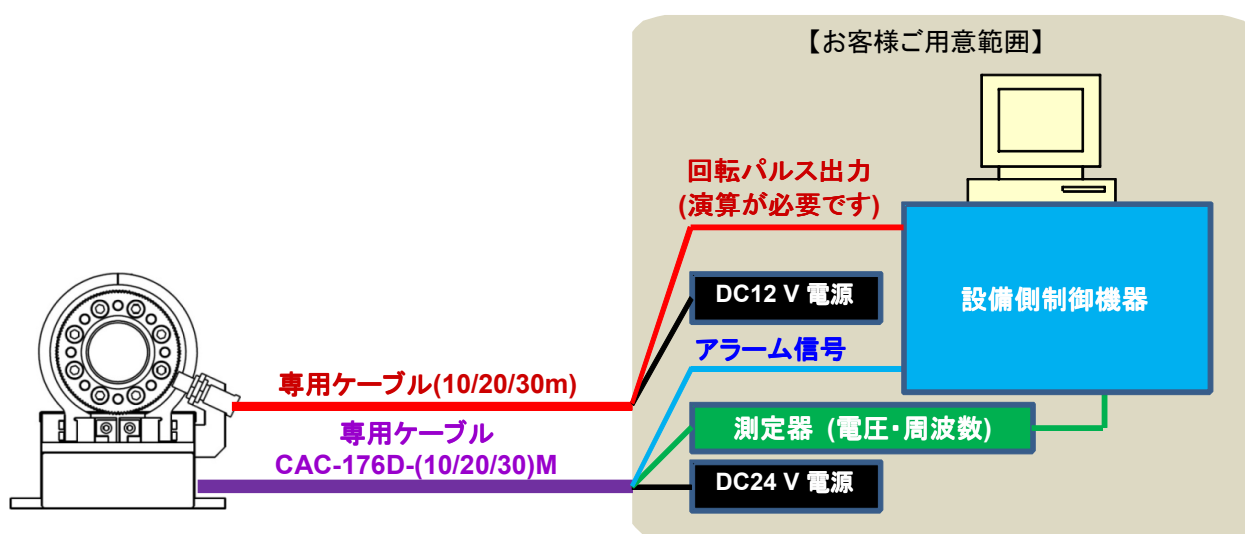 【お客様ご用意範囲】
回転パルス出力
(演算が必要です)
DC12 V 電源
設備側制御機器
アラーム信号
専用ケーブル(10/20/30m)
測定器 (電圧・周波数)
専用ケーブル
CAC-176D-(10/20/30)M
DC24 V 電源